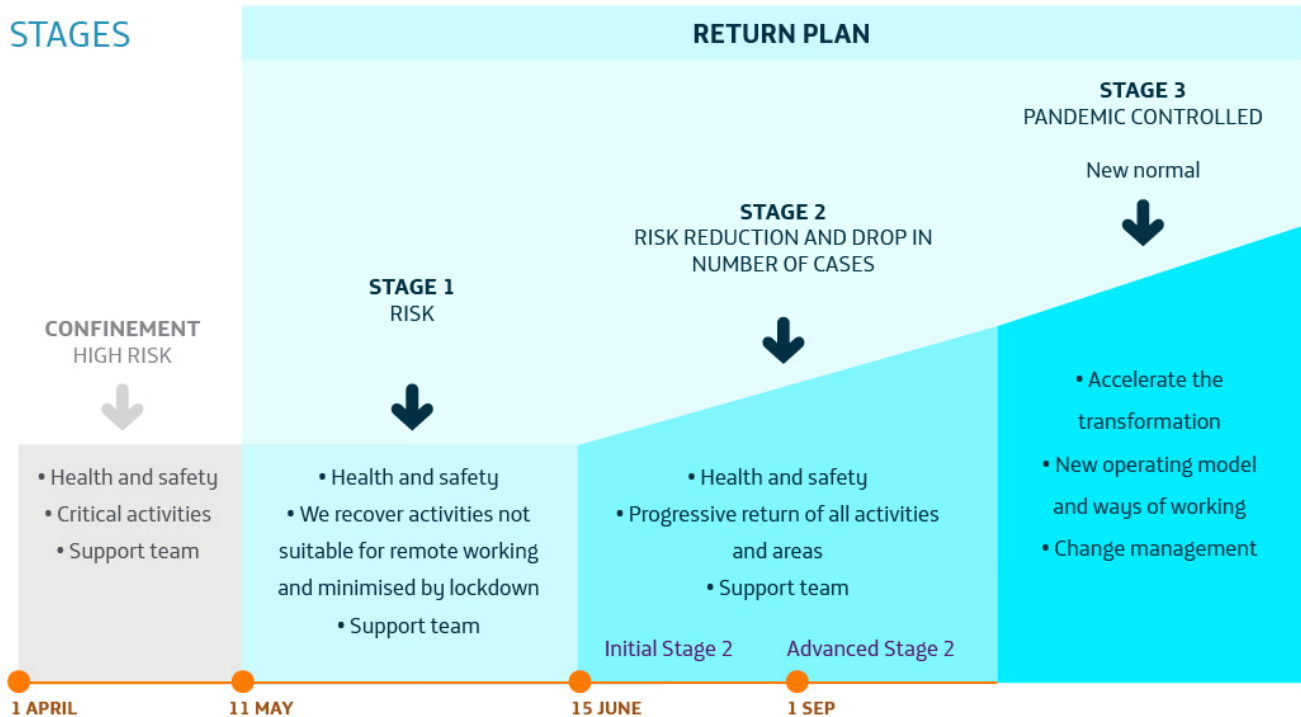 STAGES
RETURN PLAN
CONFINEMENT
HIGH RISK
• Health and safety
• Critical activities
• Support team
STAGE 1
RISK
• Health and safety
• We recover activities not
suitable for remote working
and minimised by lockdown
• Support team
STAGE 2
RISK REDUCTION AND DROP IN
NUMBER OF CASES
• Health and safety
• Progressive return of all activities
and areas
• Support team
Initial Stage 2
Advanced Stage 2
STAGE 3
PANDEMIC CONTROLLED
New normal
• Accelerate the
transformation
• New operating model
and ways of working
• Change management
1 APRIL
11 MAY
15 JUNE
1 SEP